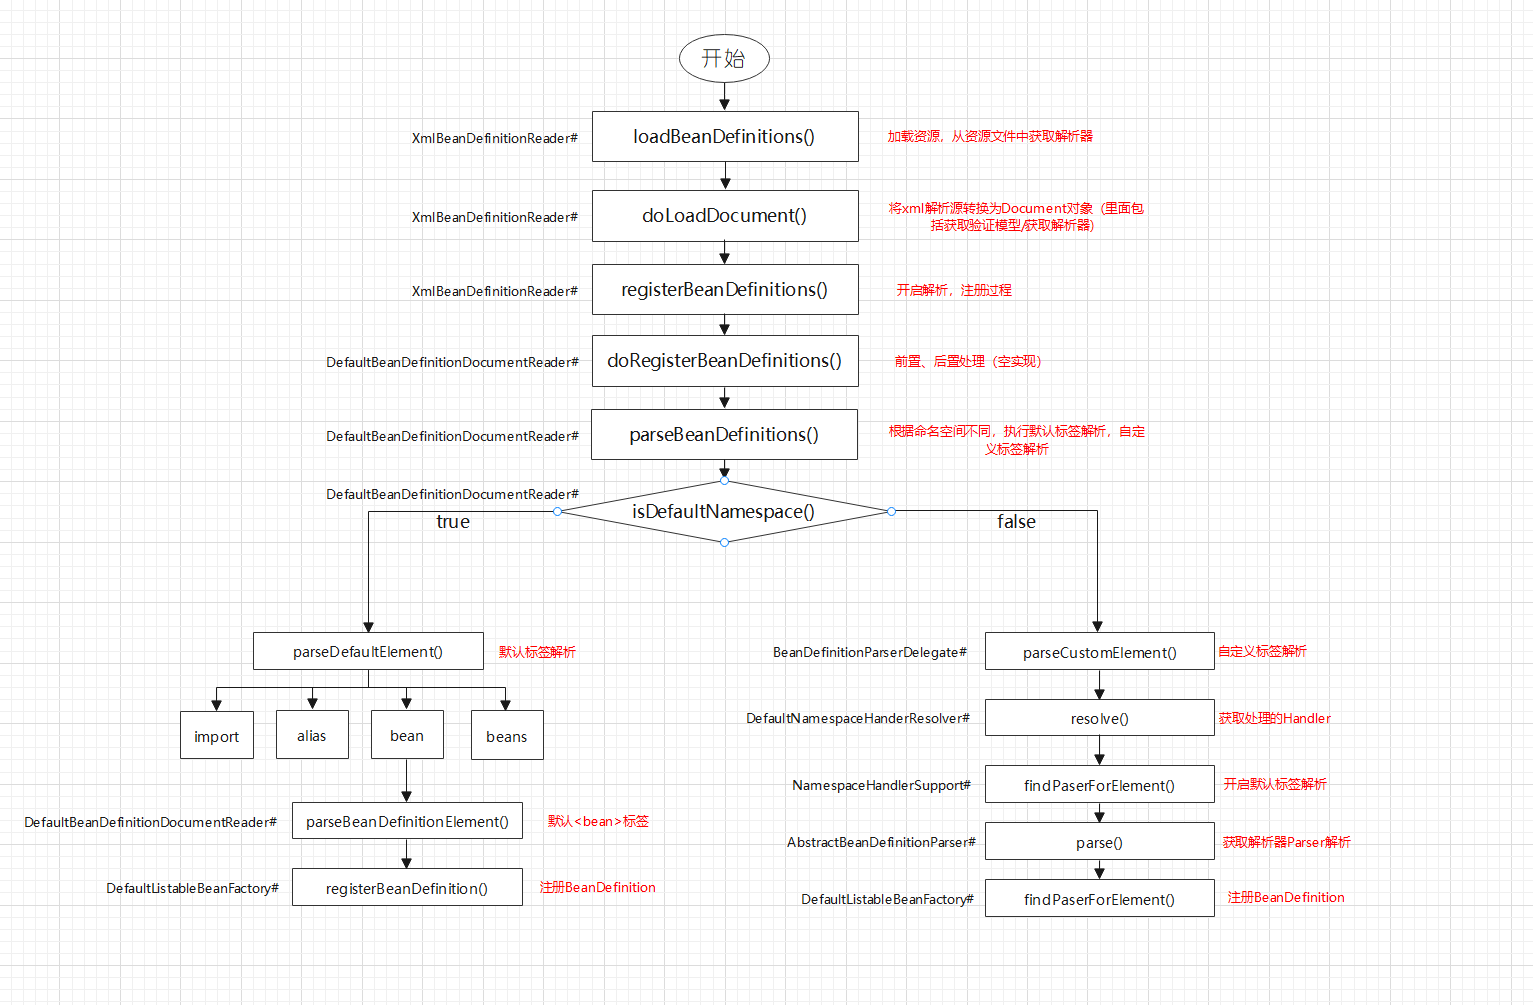 开始
XmlBeanDefinitionReader#
loadBeanDefinitions()
加载资源，从资源文件中获取解析器
XmlBeanDefinitionReader#
doLoadDocument()
将xml解析源转换为Document对象（里面包
括获取验证模型/获取解析器）
XmlBeanDefinitionReader#
registerBeanDefinitions()
开启解析，注册过程
DefaultBeanDefinitionDocumentReader#
doRegisterBeanDefinitions()
前置、后置处理（空实现）
DefaultBeanDefinitionDocumentReader#
parseBeanDefinitions()
根据命名空间不同，执行默认标签解析，自定
义标签解析
DefaultBeanDefinitionDocumentReader#
isDefaultNamespace()
true
false
parseDefaultElement()
默认标签解析
BeanDefinitionParserDelegate#
parseCustomElement()
自定义标签解析
import
alias
bean
beans
DefaultNamespaceHanderResolver#
resolve()
获取处理的Handler
NamespaceHandlerSupport#
findPaserForElement()
开启默认标签解析
DefaultBeanDefinitionDocumentReader#
parseBeanDefinitionElement()
默认<bean>标签
AbstractBeanDefinitionParser#
parse()
获取解析器Parser解析
DefaultListableBeanFactory#
registerBeanDefinition()
注册BeanDefinition
DefaultListableBeanFactory#
findPaserForElement()
注册BeanDefinition